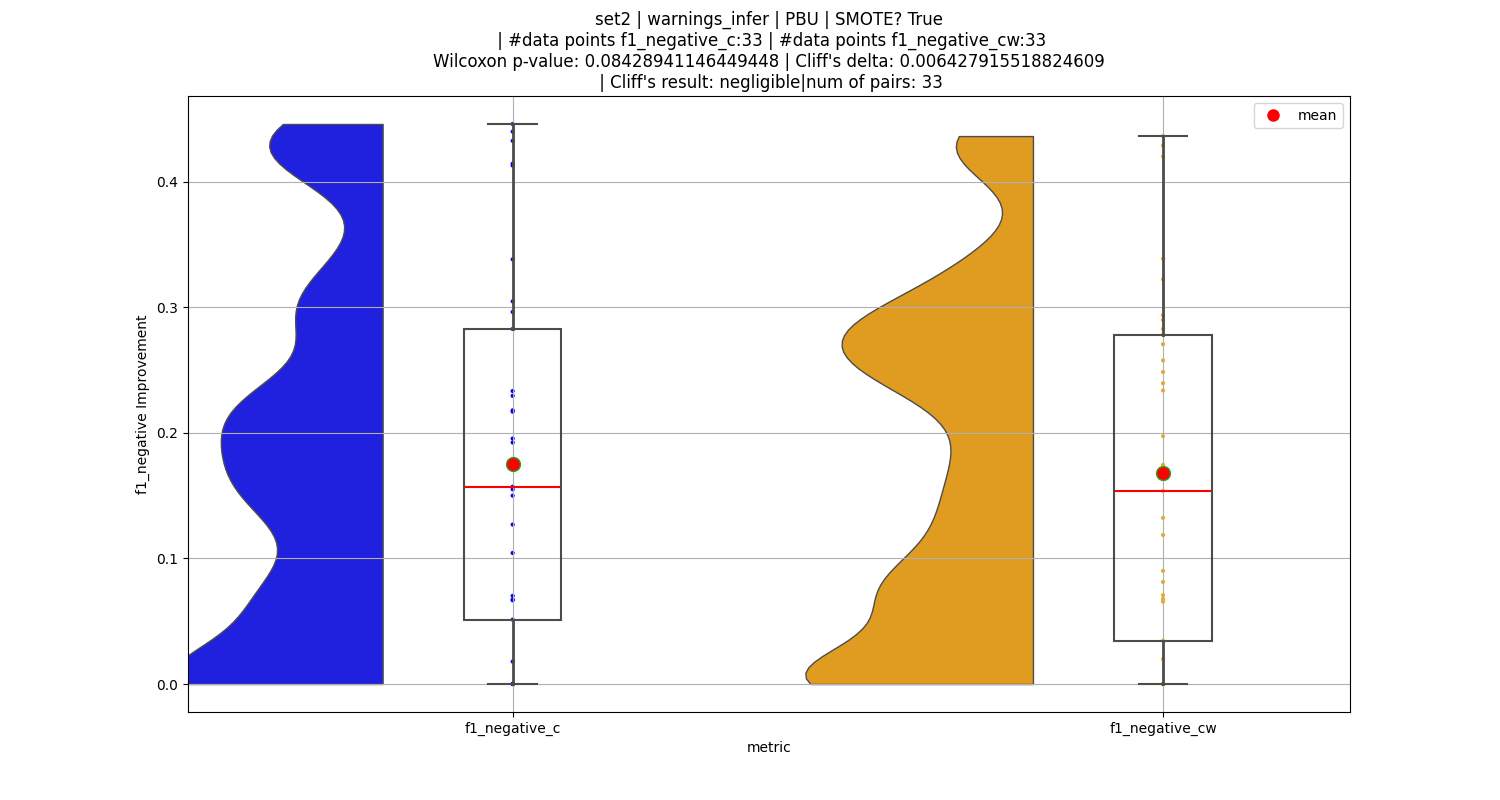 set2 | warnings_infer | PBU | SMOTE? True
| #data points f1_negative_c:33 | #data points f1_negative_cw:33
Wilcoxon p-value: 0.08428941146449448 | Cliff's delta: 0.006427915518824609
| Cliff's result: negligible|num of pairs: 33
mean
0.4
0.3
0.2
0.1
0.0
f1_negative Improvement
f1_negative_c
f1_negative_cw
metric